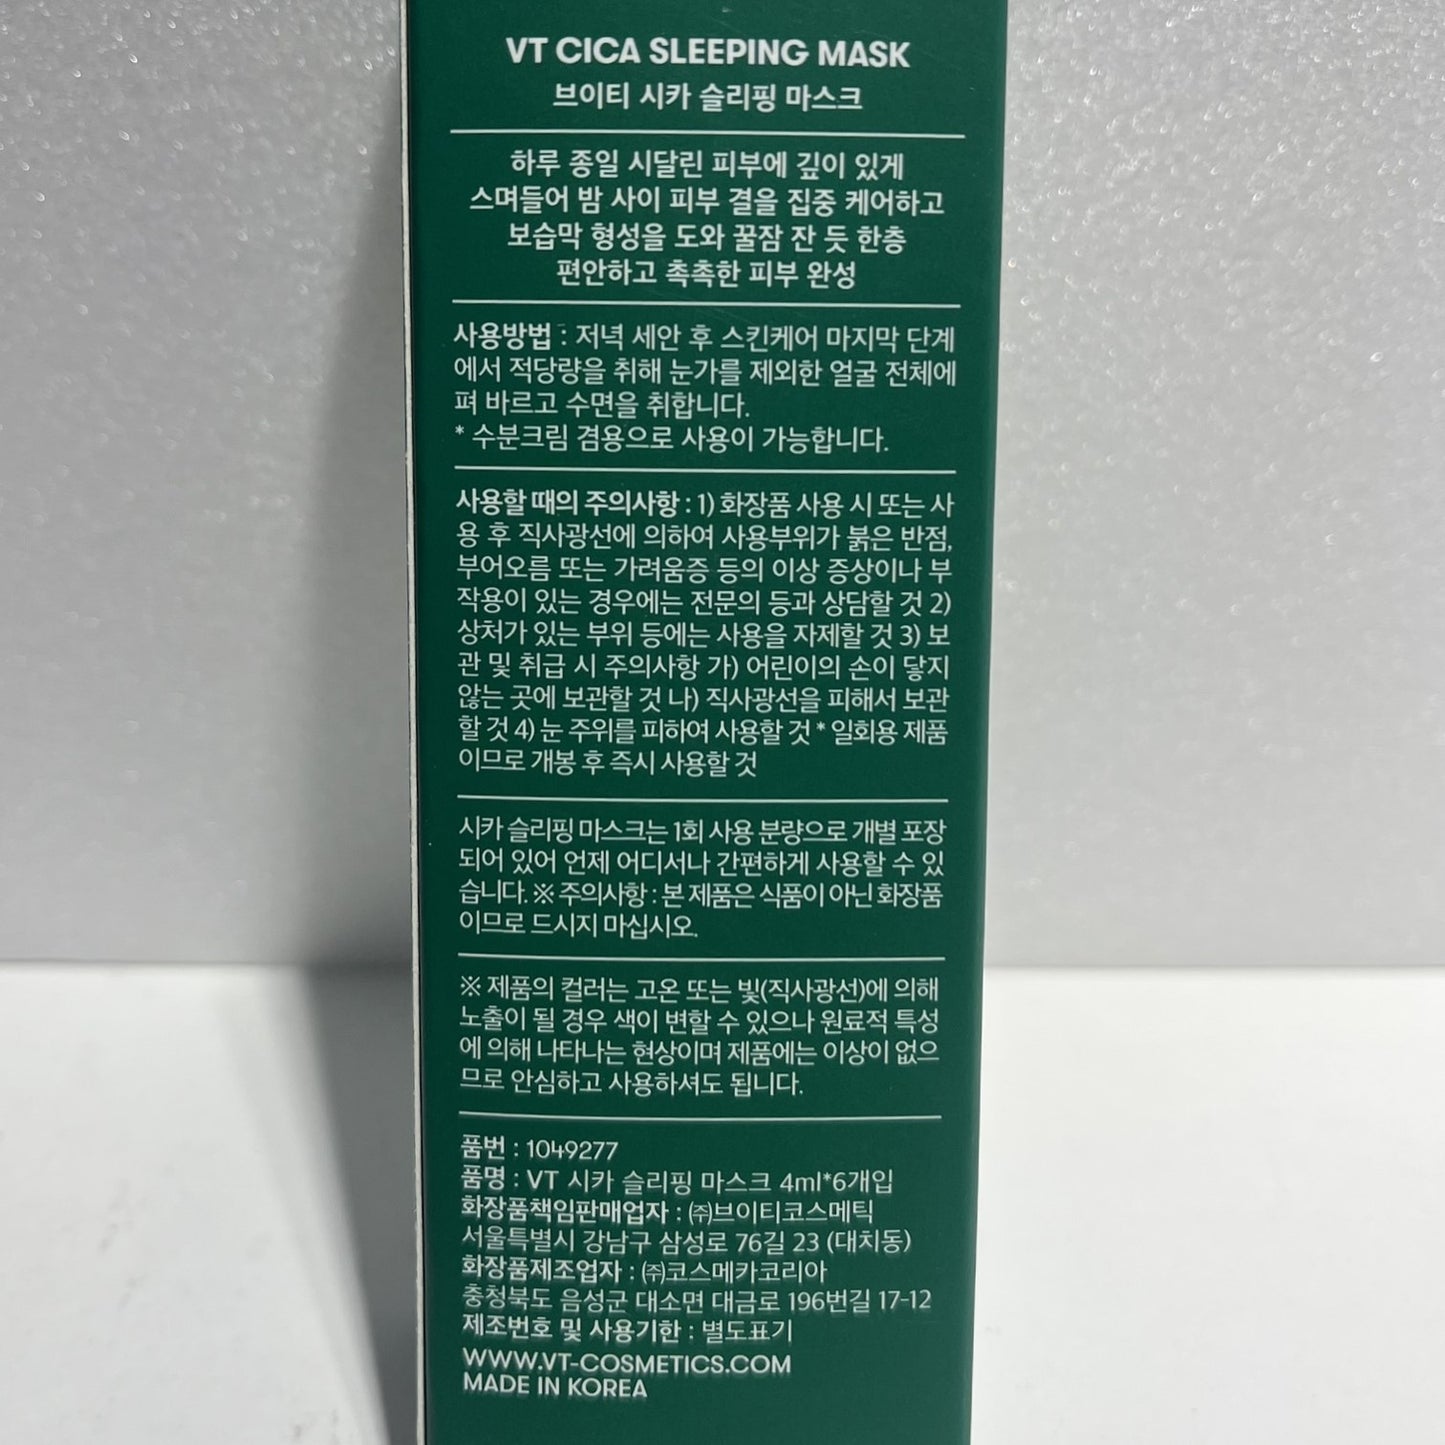 VT CICA SLEEPING MASK
브이티 시카 슬리핑 마스크
하루 종일 시달린 피부에 깊이 있게
스며들어 밤 사이 피부 결을 집중 케어하고
보습막 형성을 도와 꿀잠 잔 듯 한층
편안하고 촉촉한 피부 완성
사용방법 : 저녁 세안 후 스킨케어 마지막 단계
에서 적당량을 취해 눈가를 제외한 얼굴 전체에
펴 바르고 수면을 취합니다.
* 수분크림 겸용으로 사용이 가능합니다.
사용할 때의 주의사항 : 1) 화장품 사용 시 또는 사
용 후 직사광선에 의하여 사용부위가 붉은 반점,
부어오름 또는 가려움증 등의 이상 증상이나 부
작용이 있는 경우에는 전문의 등과 상담할 것 2)
상처가 있는 부위 등에는 사용을 자제할 것 3) 보
관 및 취급 시 주의사항 가) 어린이의 손이 닿지
않는 곳에 보관할 것 나) 직사광선을 피해서 보관
할 것 4) 눈 주위를 피하여 사용할 것 * 일회용 제품
이므로 개봉 후 즉시 사용할 것
시카 슬리핑 마스크는 1회 사용 분량으로 개별 포장
되어 있어 언제 어디서나 간편하게 사용할 수 있
습니다. ※ 주의사항 : 본 제품은 식품이 아닌 화장품
이므로 드시지 마십시오.
※ 제품의 컬러는 고온 또는 빛(직사광선)에 의해
노출이 될 경우 색이 변할 수 있으나 원료적 특성
에 의해 나타나는 현상이며 제품에는 이상이 없으
므로 안심하고 사용하셔도 됩니다.
품번 : 1049277
품명 : VT 시카 슬리핑 마스크 4ml*6개입
화장품책임판매업자 : ㈜브이티코스메틱
서울특별시 강남구 삼성로 76길 23 (대치동)
화장품제조업자 : ㈜코스메카코리아
충청북도 음성군 대소면 대금로 196번길 17-12
제조번호 및 사용기한 : 별도표기
WWW.VT-COSMETICS.COM
MADE IN KOREA